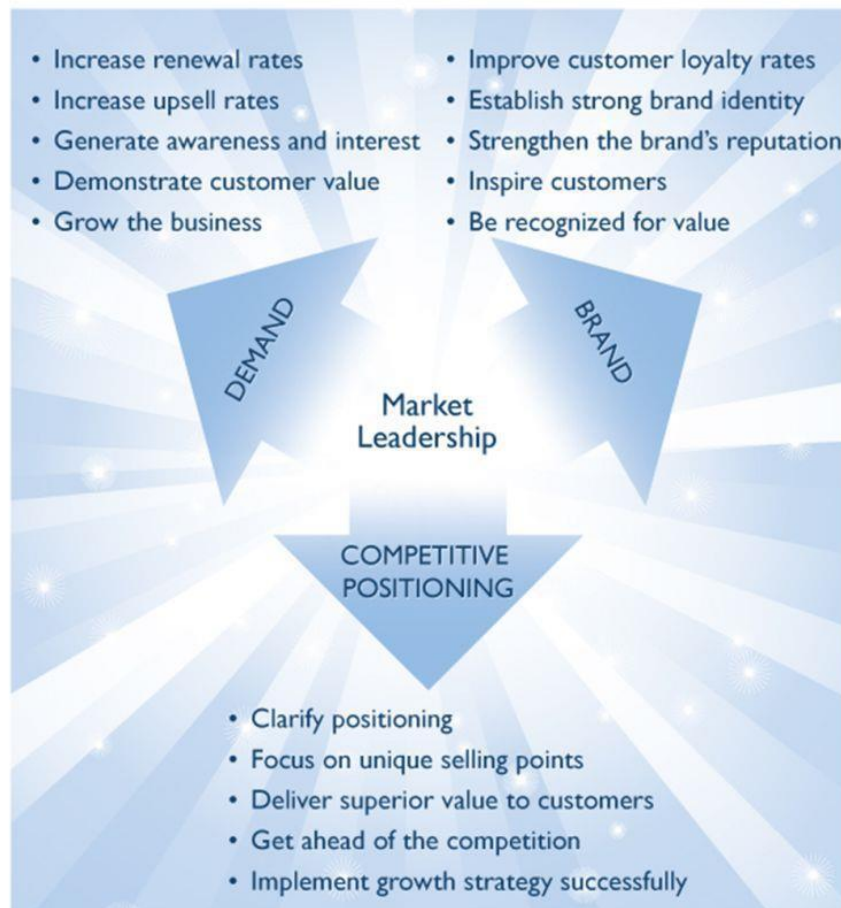 • Increase renewal rates
• Increase upsell rates
• Generate awareness and interest
• Demonstrate customer value
• Grow the business
• Improve customer loyalty rates
• Establish strong brand identity
• Strengthen the brand's reputation
• Inspire customers
• Be recognized for value
DEMAND
BRAND
Market
Leadership
COMPETITIVE
POSITIONING
• Clarify positioning
• Focus on unique selling points
• Deliver superior value to customers
• Get ahead of the competition
• Implement growth strategy successfully